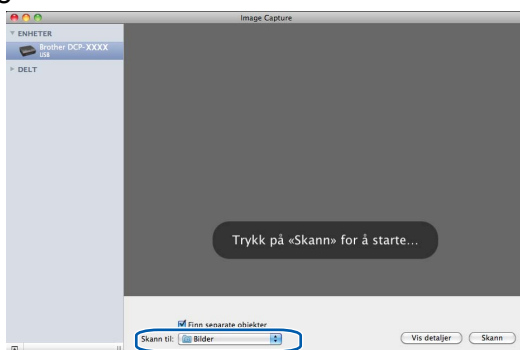 Image Capture
ENHETER
Brother DCP-XXXX
USB
DELT
Trykk på «Skann» for å starte...
Finn separate objekter
Skann til: Bilder
Vis detaljer Skann